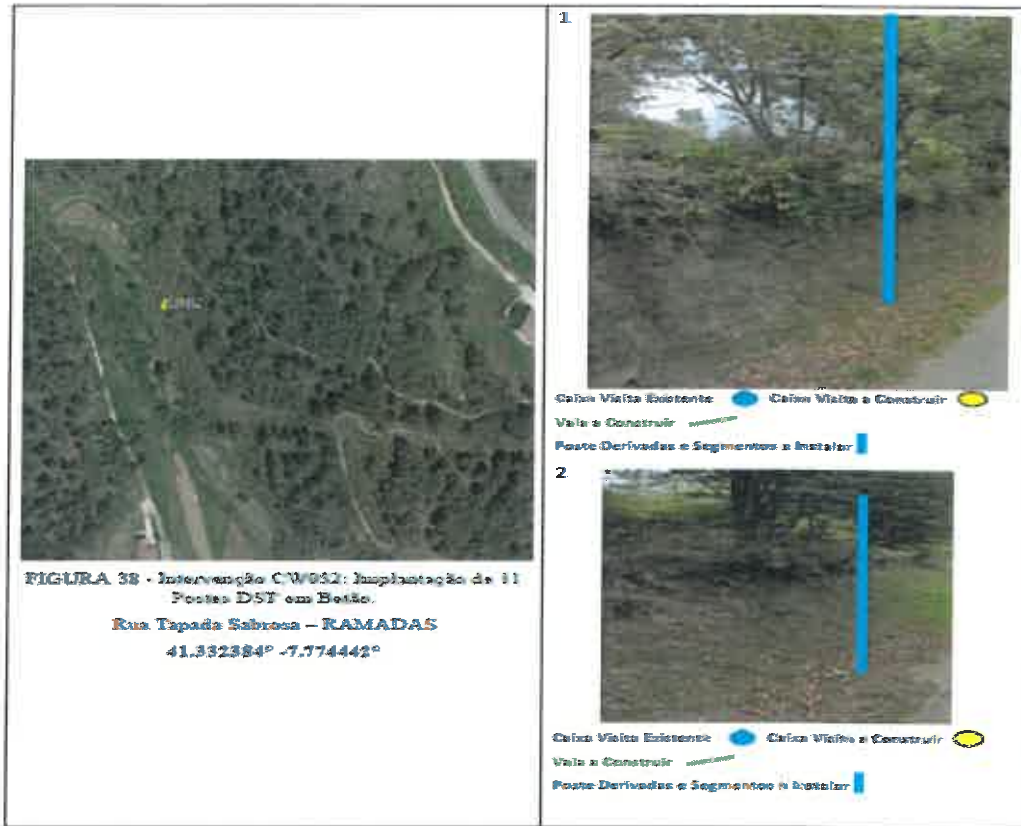 FIGURA 38 - Intervenção CW052: Implantação de 11
Postes DST em Betão.
Rua Tapada Sabrosa – RAMADAS
41.332384° -7.774442°
1
Caixa Visita Existente Caixa Visita a Construir
Vala a Construir
Poste Derivadas e Segmentos a Instalar
2
Caixa Visita Existente Caixa Visita a Construir
Vala a Construir
Poste Derivadas e Segmentos a Instalar